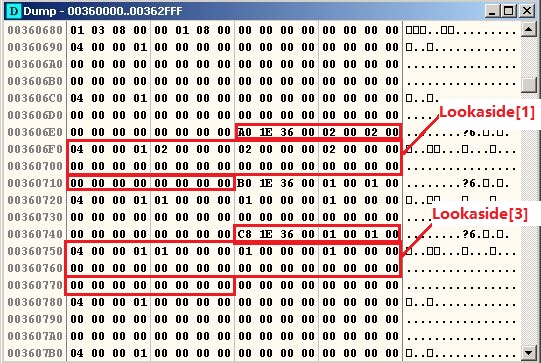 D Dump - 00360000..00362FFF
00360680 01 03 08 00 00 01 08 00 00 00 00 00 00 00 00 00 □□□..□□.........
00360690 04 00 00 01 00 00 00 00 00 00 00 00 00 00 00 00 □..□............
003606A0 00 00 00 00 00 00 00 00 00 00 00 00 00 00 00 00 ................
003606B0 00 00 00 00 00 00 00 00 00 00 00 00 00 00 00 00 ................
003606C0 04 00 00 01 00 00 00 00 00 00 00 00 00 00 00 00 □..□.
003606D0 00 00 00 00 00 00 00 00 00 00 00 00 00 00 00 00
Lookaside[1]
003606E0 00 00 00 00 00 00 00 00 A0 1E 36 00 02 00 02 00 ........ ?6.□.□.
003606F0 04 00 00 01 02 00 00 00 02 00 00 00 02 00 00 00 □..□□...□...□...
00360700 00 00 00 00 00 00 00 00 00 00 00 00 00 00 00 00 ................
00360710 00 00 00 00 00 00 00 00 B0 1E 36 00 01 00 01 00 ........?6.□.□.
00360720 04 00 00 01 01 00 00 00 01 00 00 00 01 00 00 00
Lookaside[3]
00360730 00 00 00 00 00 00 00 00 00 00 00 00 00 00 00 00
00360740 00 00 00 00 00 00 00 00 C8 1E 36 00 01 00 01 00 ........?6.□.□.
00360750 04 00 00 01 01 00 00 00 01 00 00 00 01 00 00 00 □..□□...□...□...
00360760 00 00 00 00 00 00 00 00 00 00 00 00 00 00 00 00 ................
00360770 00 00 00 00 00 00 00 00 00 00 00 00 00 00 00 00 ................
00360780 04 00 00 01 00 00 00 00 00 00 00 00 00 00 00 00 □..□............
00360790 00 00 00 00 00 00 00 00 00 00 00 00 00 00 00 00 ................
003607A0 00 00 00 00 00 00 00 00 00 00 00 00 00 00 00 00 ................
003607B0 04 00 00 01 00 00 00 00 00 00 00 00 00 00 00 00 □..□............